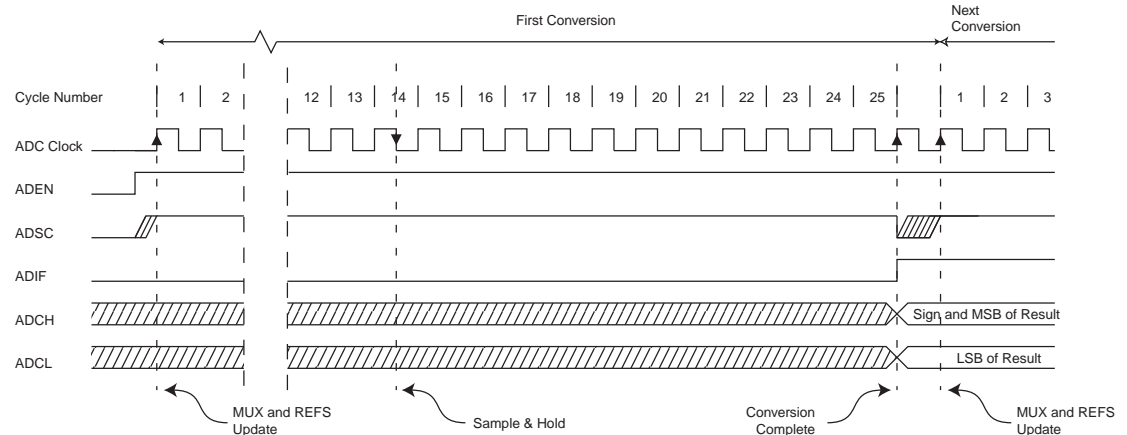 First Conversion
Next
Conversion
Cycle Number 1 2 12 13 14 15 16 17 18 19 20 21 22 23 24 25 1 2 3
ADC Clock
ADEN
ADSC
ADIF
ADCH Sign and MSB of Result
ADCL LSB of Result
MUX and REFS
Update
Sample & Hold
Conversion
Complete
MUX and REFS
Update